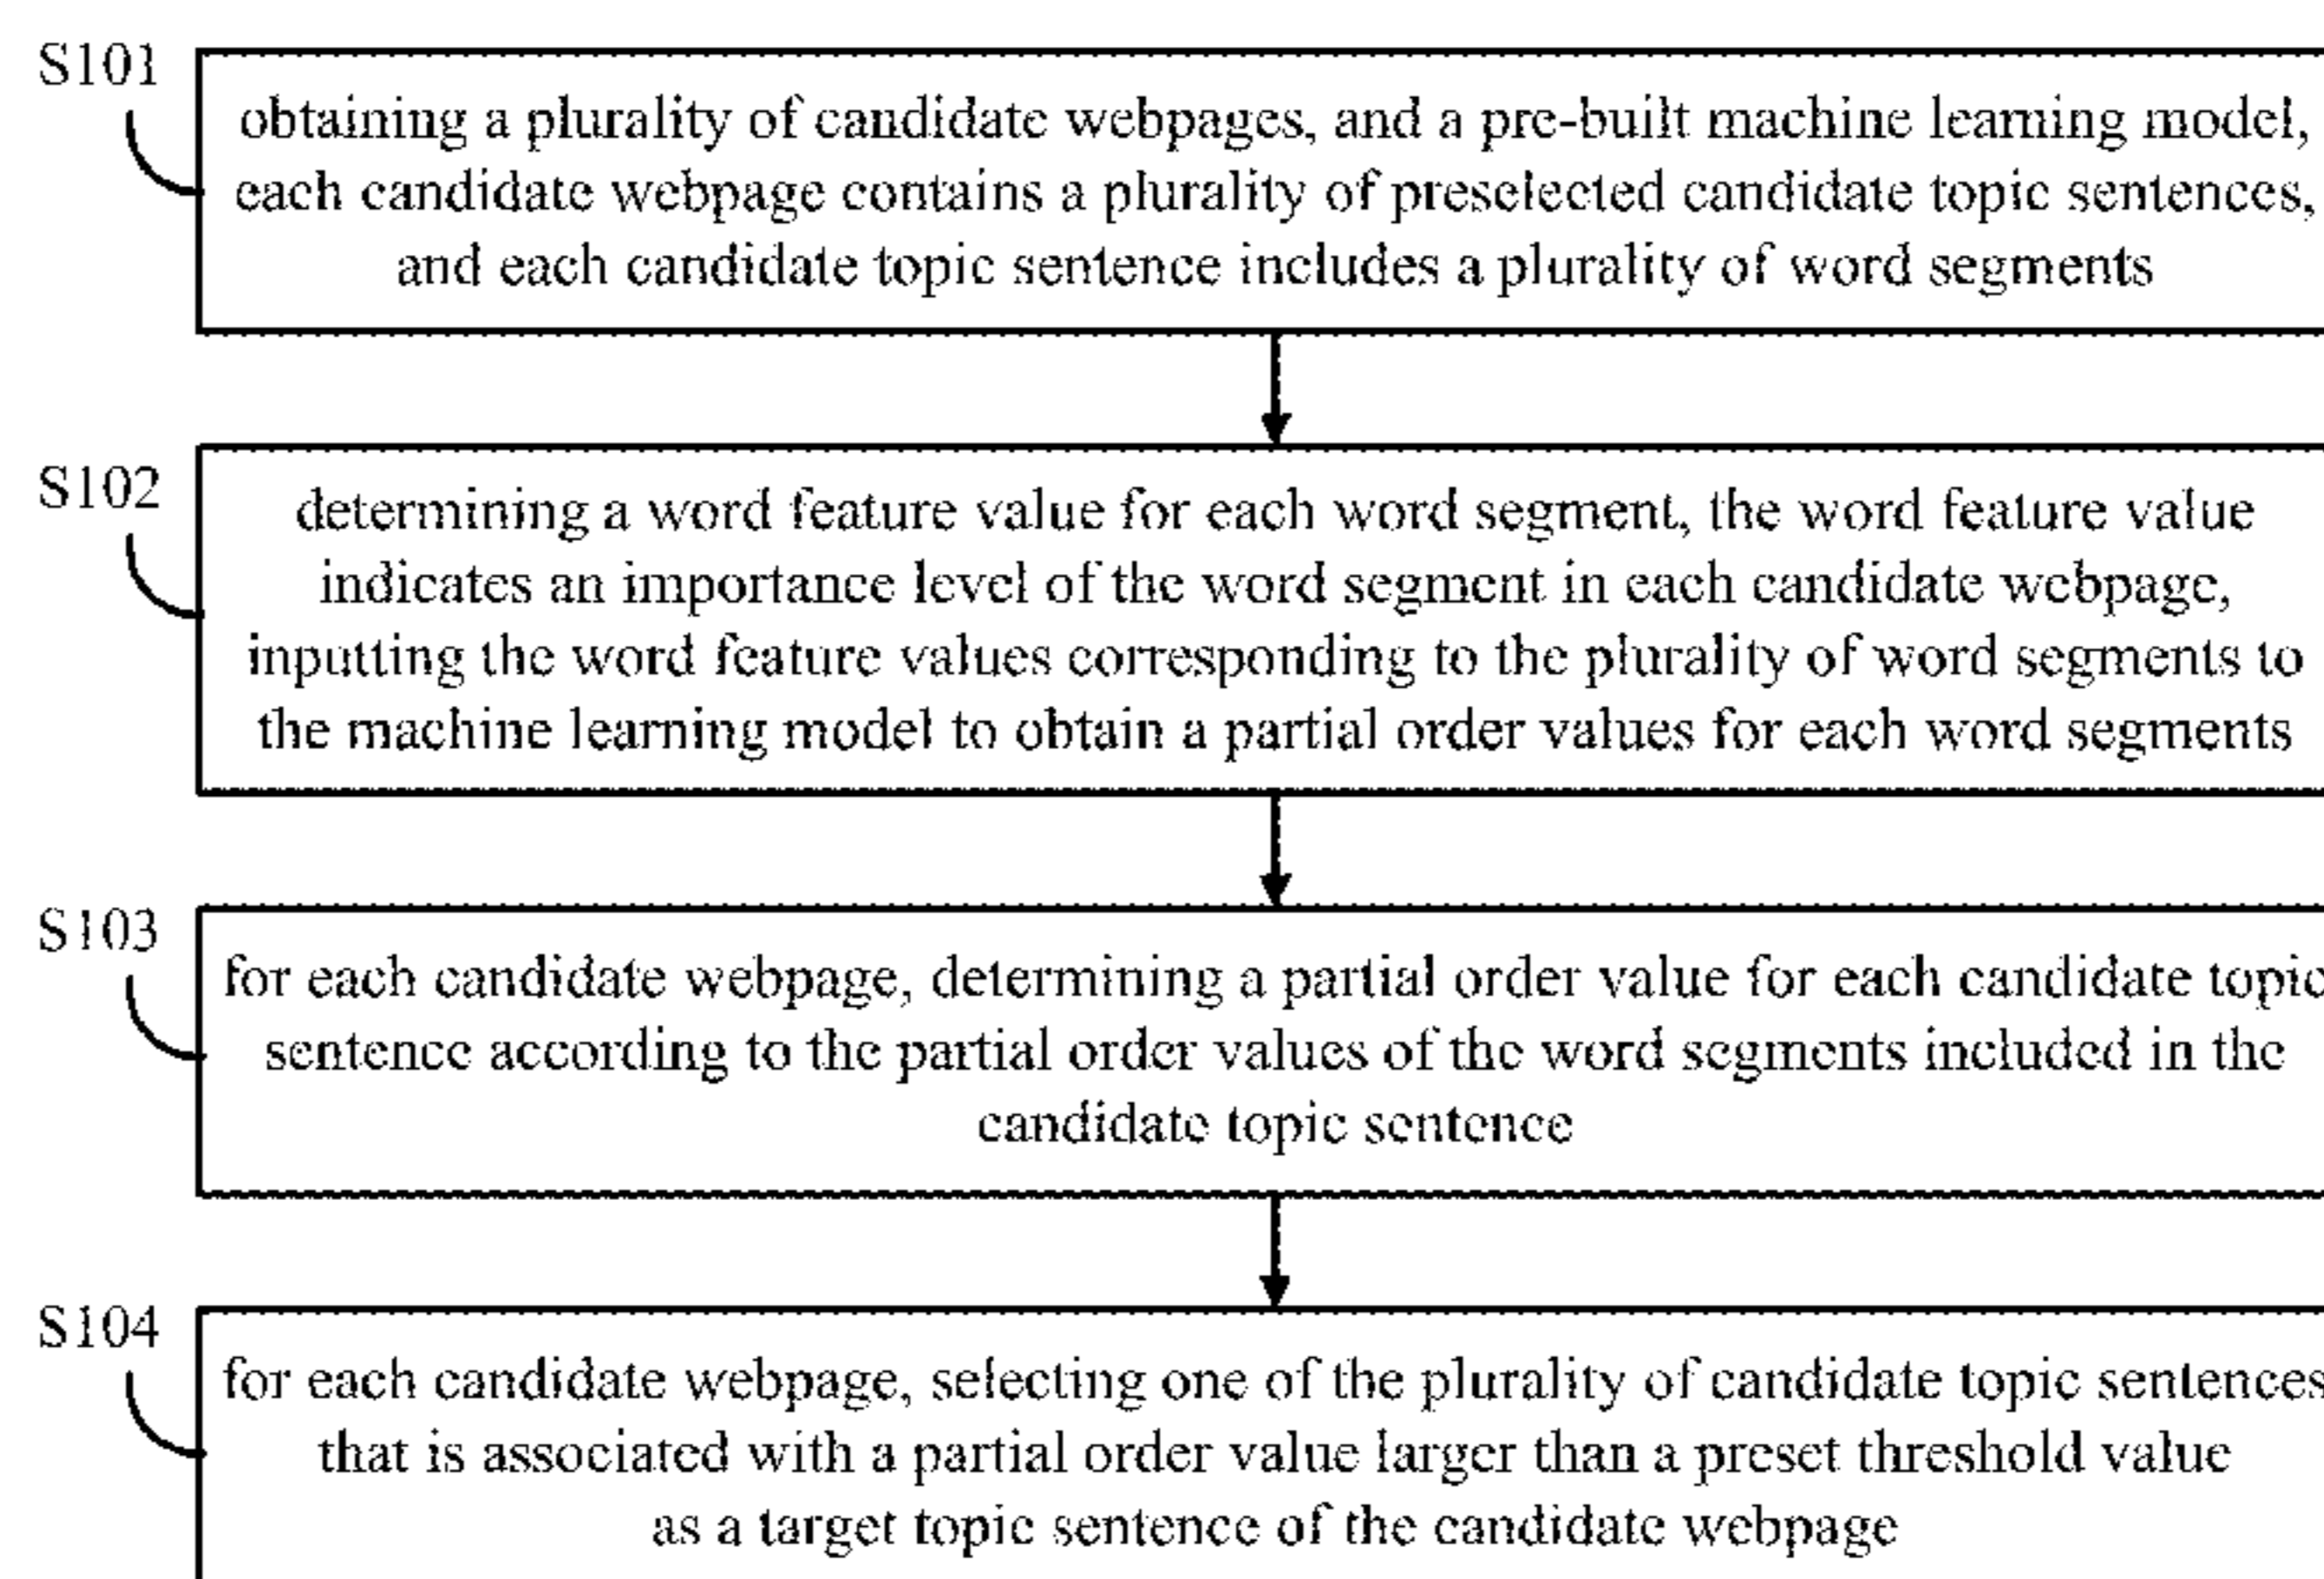 S101
obtaining a plurality of candidate webpages, and a pre-built machine learning model,
each candidate webpage contains a plurality of preselected candidate topic sentences,
and each candidate topic sentence includes a plurality of word segments
S102
determining a word feature value for each word segment, the word feature value
indicates an importance level of the word segment in each candidate webpage,
inputting the word feature values corresponding to the plurality of word segments to
the machine learning model to obtain a partial order values for each word segments
S103
for each candidate webpage, determining a partial order value for each candidate topic
sentence according to the partial order values of the word segments included in the
candidate topic sentence
S104
for each candidate webpage, selecting one of the plurality of candidate topic sentences
that is associated with a partial order value larger than a preset threshold value
as a target topic sentence of the candidate webpage